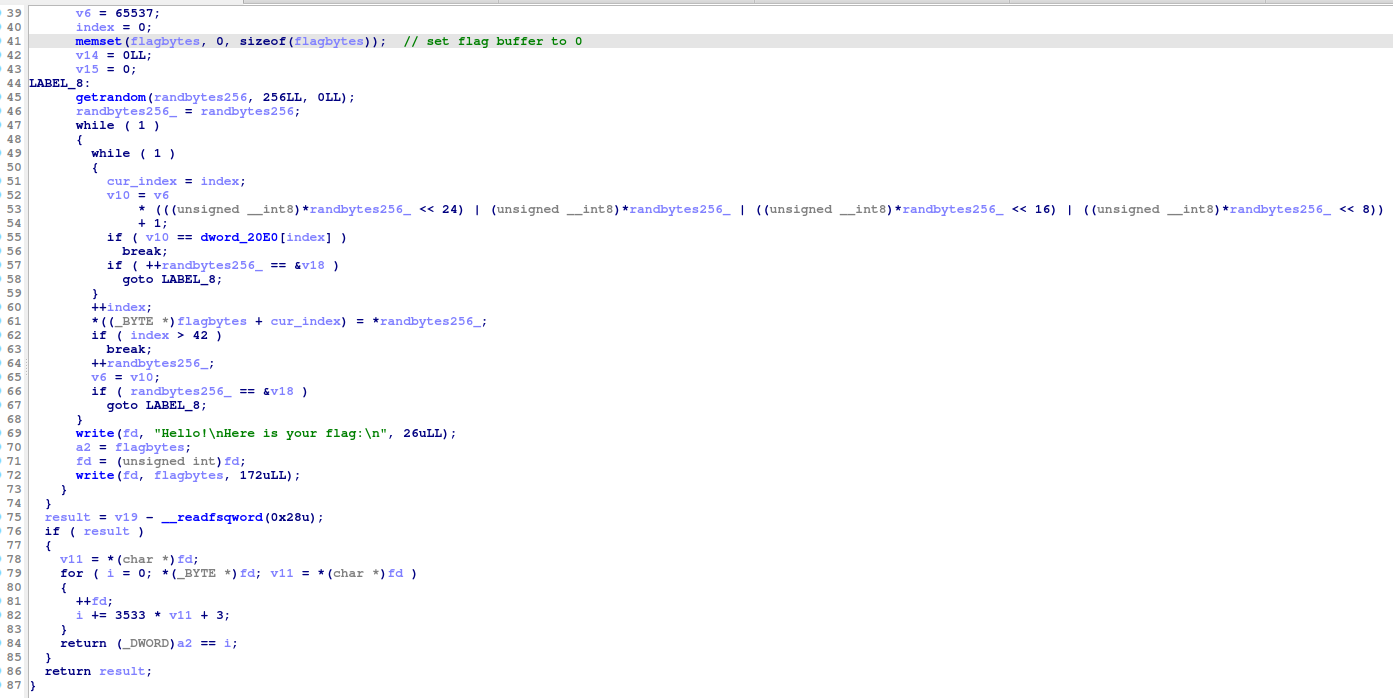 39 v6 = 65537;
40 index = 0;
41 memset(flagbytes, 0, sizeof(flagbytes)); // set flag buffer to 0
42 v14 = 0LL;
43 v15 = 0;
44 LABEL_8:
45 getrandom(randbytes256, 256LL, 0LL);
46 randbytes256_ = randbytes256;
47 while ( 1 )
48 {
49 while ( 1 )
50 {
51 cur_index = index;
52 v10 = v6
53 * (((unsigned __int8)*randbytes256_ << 24) | (unsigned __int8)*randbytes256_ | ((unsigned __int8)*randbytes256_ << 16) | ((unsigned __int8)*randbytes256_ << 8))
54 + 1;
55 if ( v10 == dword_20E0[index] )
56 break;
57 if ( ++randbytes256_ == &v18 )
58 goto LABEL_8;
59 }
60 ++index;
61 *((_BYTE *)flagbytes + cur_index) = *randbytes256_;
62 if ( index > 42 )
63 break;
64 ++randbytes256_;
65 v6 = v10;
66 if ( randbytes256_ == &v18 )
67 goto LABEL_8;
68 }
69 write(fd, "Hello!\nHere is your flag:\n", 26uLL);
70 a2 = flagbytes;
71 fd = (unsigned int)fd;
72 write(fd, flagbytes, 172uLL);
73 }
74 }
75 result = v19 - __readfsqword(0x28u);
76 if ( result )
77 {
78 v11 = *(char *)fd;
79 for ( i = 0; *(_BYTE *)fd; v11 = *(char *)fd )
80 {
81 ++fd;
82 i += 3533 * v11 + 3;
83 }
84 return (_DWORD)a2 == i;
85 }
86 return result;
87 }